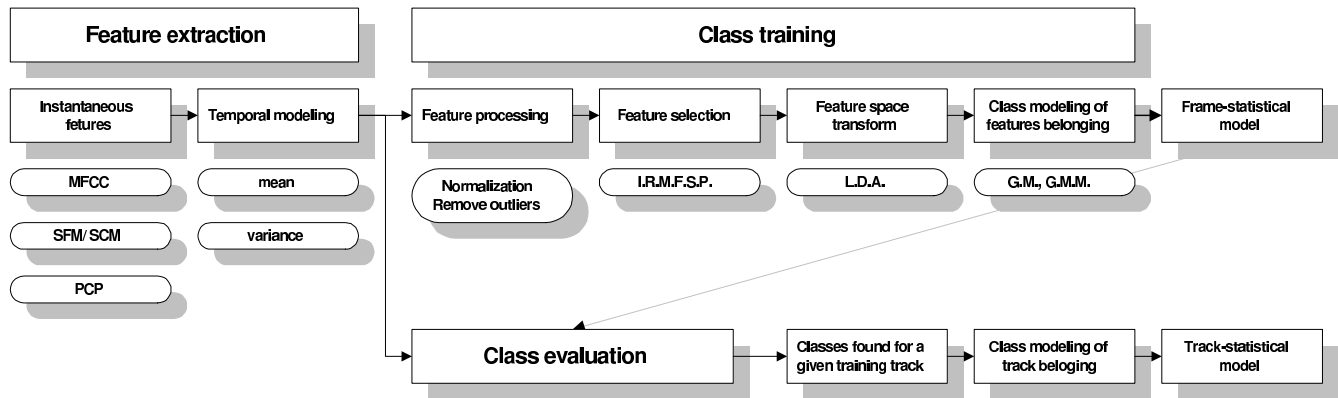 Feature extraction
Class training
Instantaneous
fetures
Temporal modeling
Feature processing
Feature selection
Feature space
transform
Class modeling of
features belonging
Frame-statistical
model
MFCC
mean
Normalization
Remove outliers
I.R.M.F.S.P.
L.D.A.
G.M., G.M.M.
SFM/ SCM
variance
PCP
Class evaluation
Classes found for a
given training track
Class modeling of
track beloging
Track-statistical
model